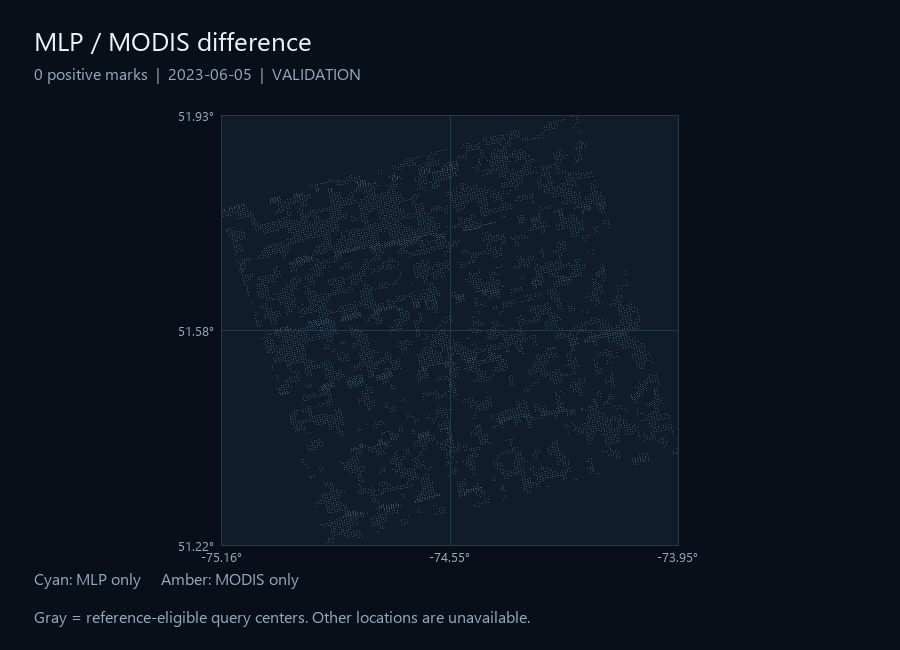 MLP / MODIS difference
0 positive marks | 2023-06-05 | VALIDATION
51.93°
51.58°
51.22°
-75.16° -74.55° -73.95°
Cyan: MLP only Amber: MODIS only
Gray = reference-eligible query centers. Other locations are unavailable.